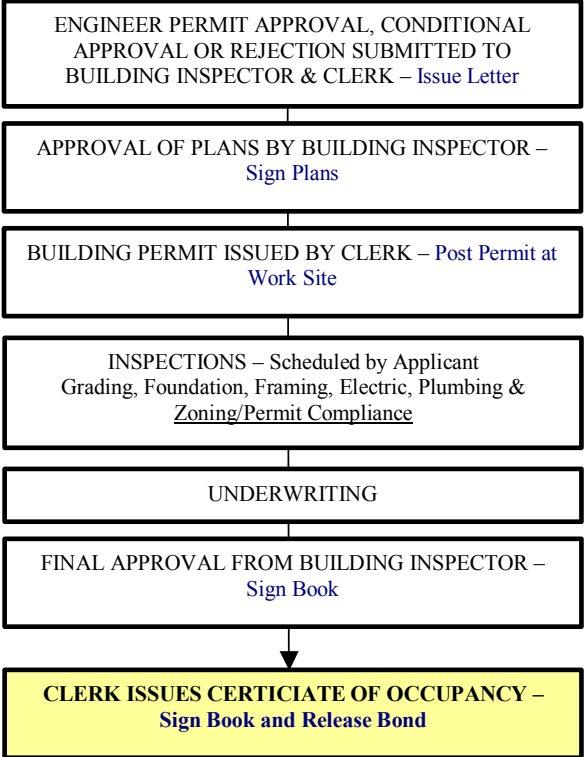 ENGINEER PERMIT APPROVAL, CONDITIONAL
APPROVAL OR REJECTION SUBMITTED TO
BUILDING INSPECTOR & CLERK – Issue Letter
APPROVAL OF PLANS BY BUILDING INSPECTOR –
Sign Plans
BUILDING PERMIT ISSUED BY CLERK – Post Permit at
Work Site
INSPECTIONS – Scheduled by Applicant
Grading, Foundation, Framing, Electric, Plumbing &
Zoning/Permit Compliance
UNDERWRITING
FINAL APPROVAL FROM BUILDING INSPECTOR –
Sign Book
CLERK ISSUES CERTICIATE OF OCCUPANCY –
Sign Book and Release Bond